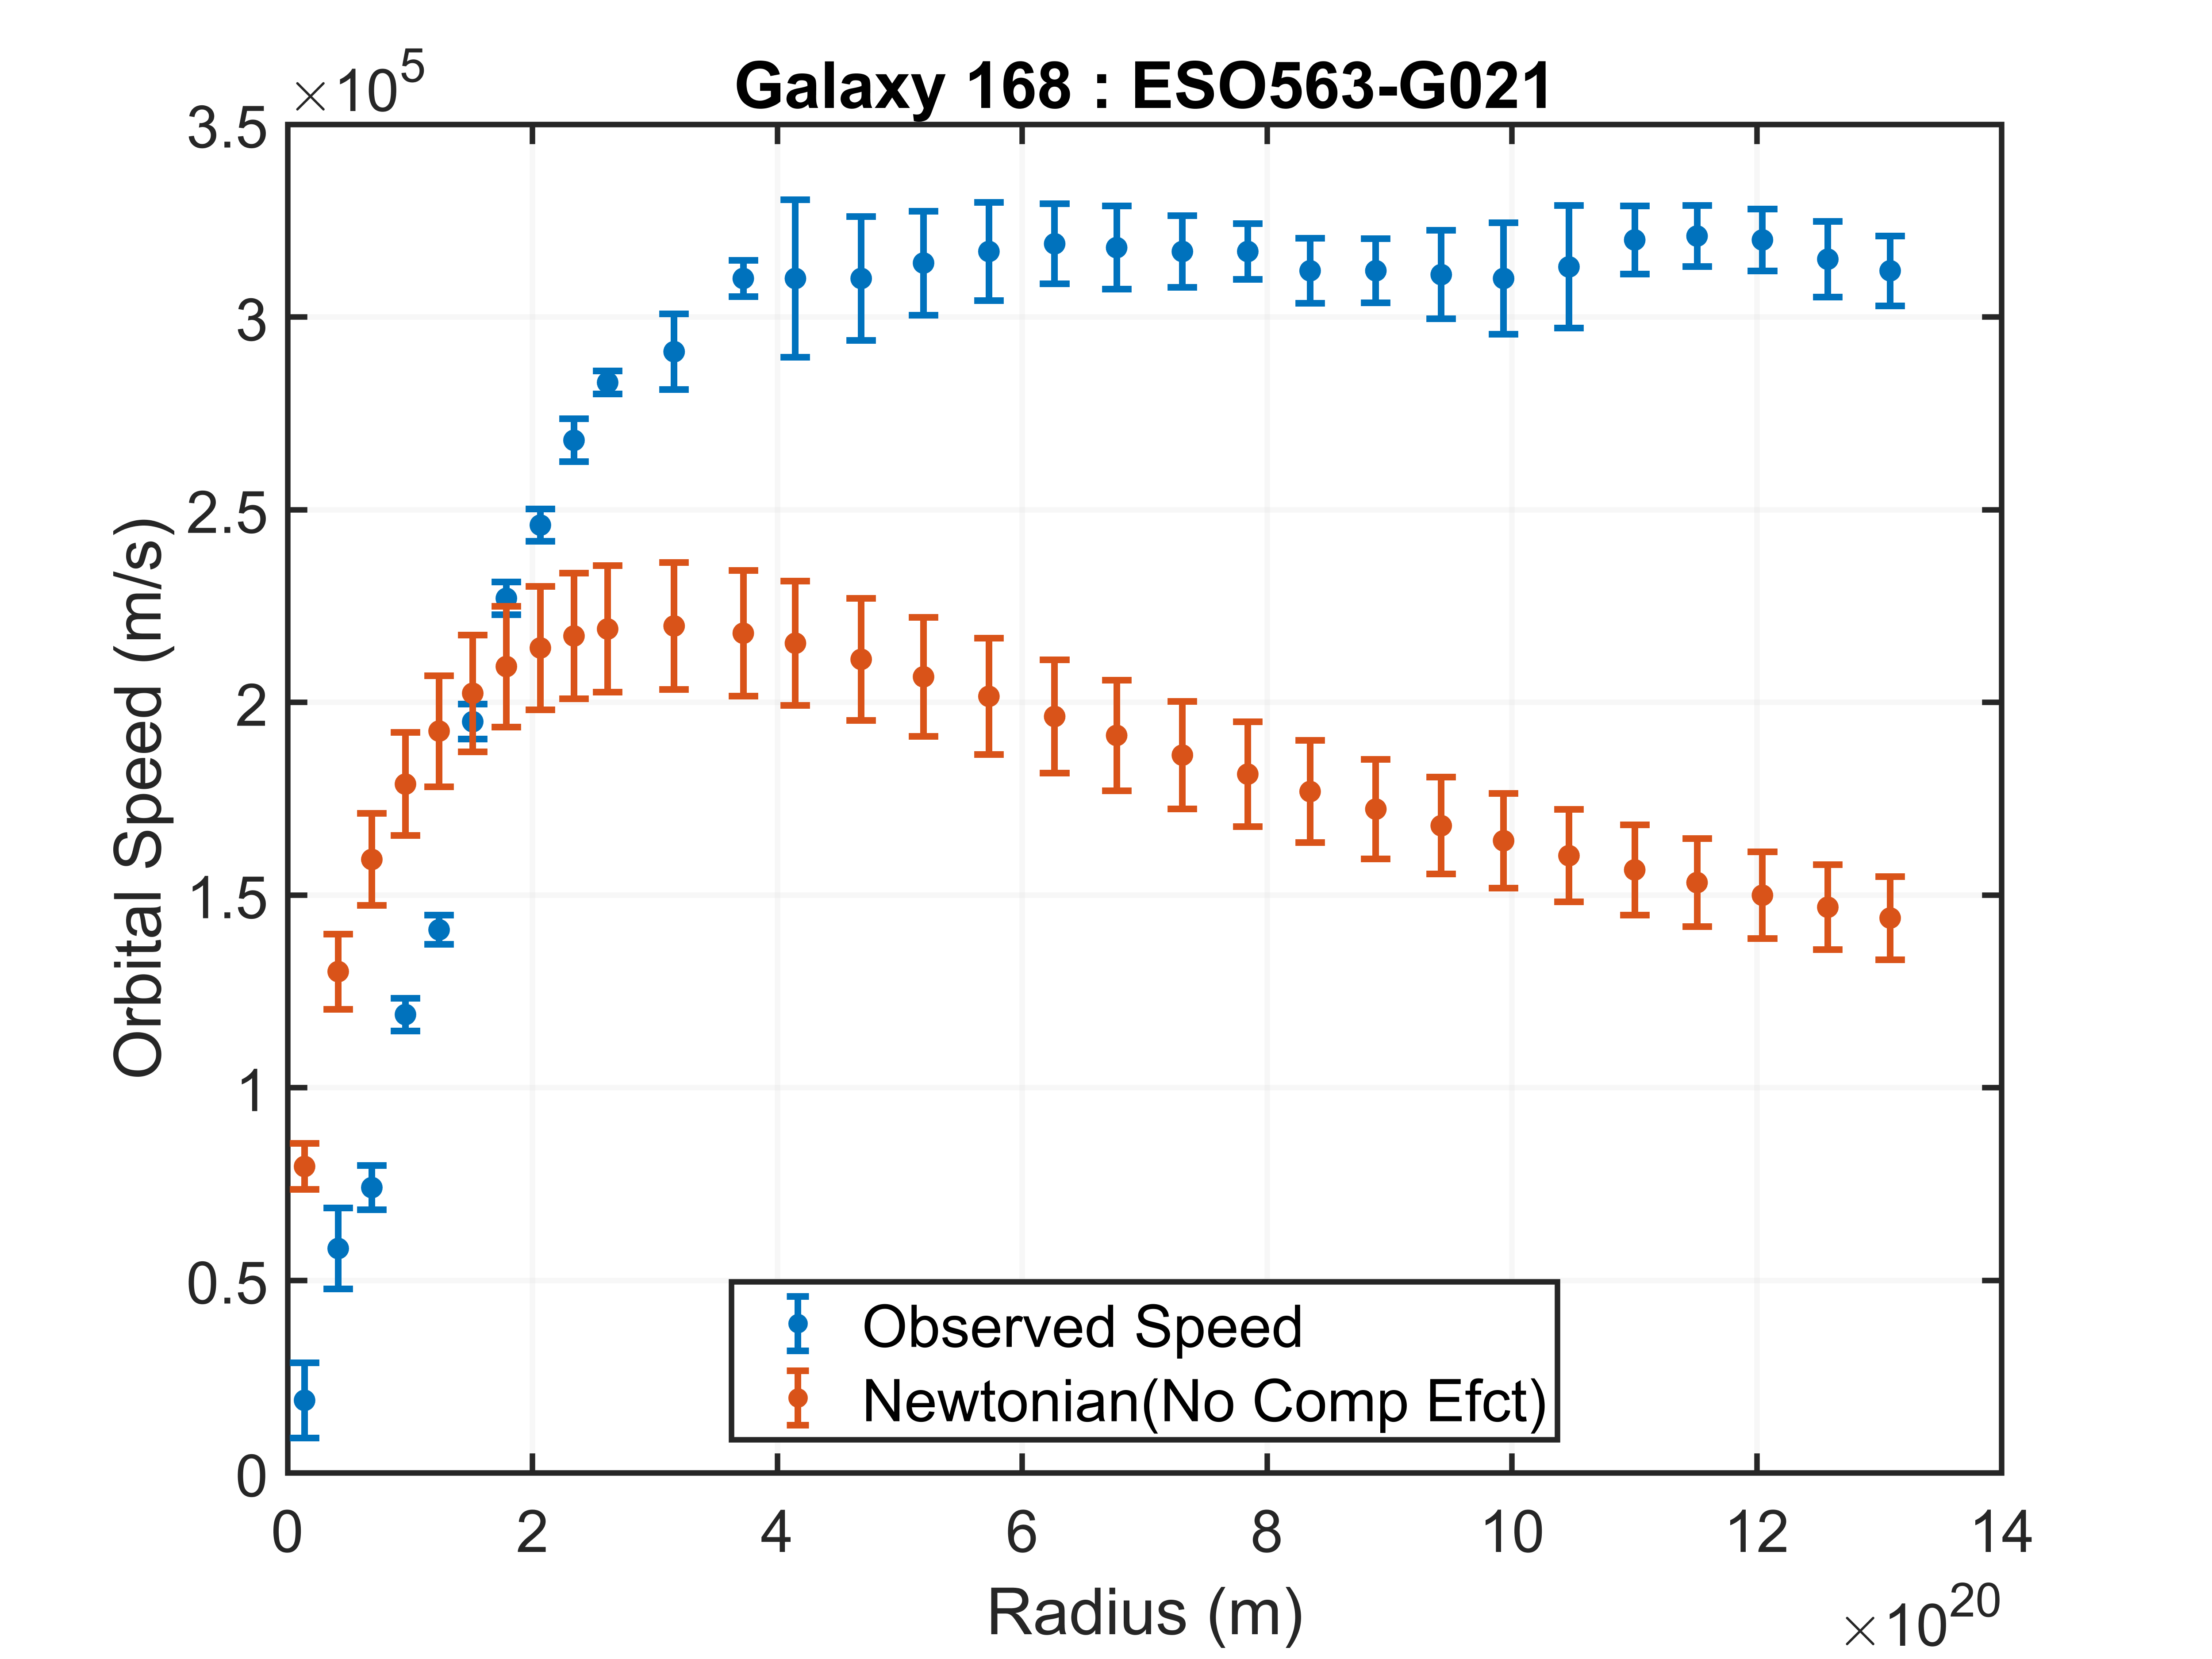 Galaxy 168 : ESO563-G021
×10^5
3.5
3
2.5
2
1.5
1
0.5
0
Orbital Speed (m/s)
Observed Speed
Newtonian(No Comp Efct)
0 2 4 6 8 10 12 14
Radius (m)
×10^20